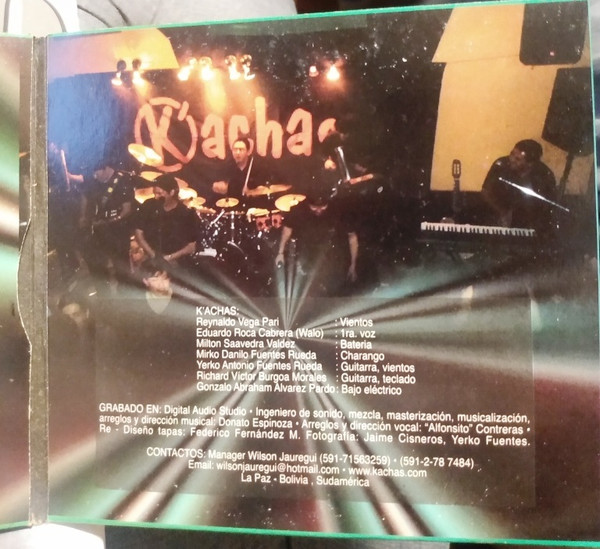 K'achas
K'ACHAS:
Reynaldo Vega Pari : Vientos
Eduardo Roca Cabrera (Walo) : 1ra. voz
Milton Saavedra Valdez : Bateria
Mirko Danilo Fuentes Rueda : Charango
Yerko Antonio Fuentes Rueda : Guitarra, vientos
Richard Victor Burgoa Morales : Guitarra, teclado
Gonzalo Abraham Alvarez Pardo : Bajo eléctrico
GRABADO EN: Digital Audio Studio • Ingeniero de sonido, mezcla, masterización, musicalización,
arreglos y dirección musical: Donato Espinoza • Arreglos y dirección vocal: "Alfonsito" Contreras •
Re - Diseño tapas: Federico Fernández M. Fotografía: Jaime Cisneros, Yerko Fuentes.
CONTACTOS: Manager Wilson Jauregui (591-71563259) • (591-2-78 7484)
Email: wilsonjauregui@hotmail.com • www.kachas.com
La Paz - Bolivia , Sudamérica